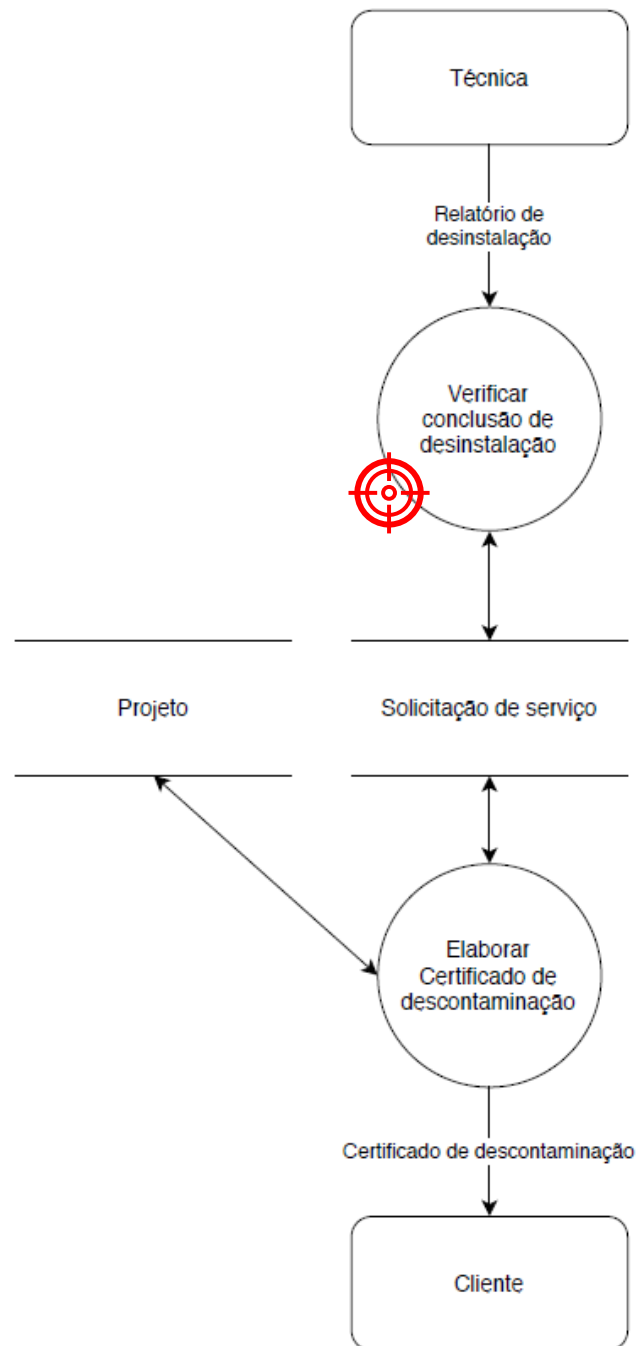 Técnica
Relatório de
desinstalação
Verificar
conclusão de
desinstalação
Projeto
Solicitação de serviço
Elaborar
Certificado de
descontaminação
Certificado de descontaminação
Cliente